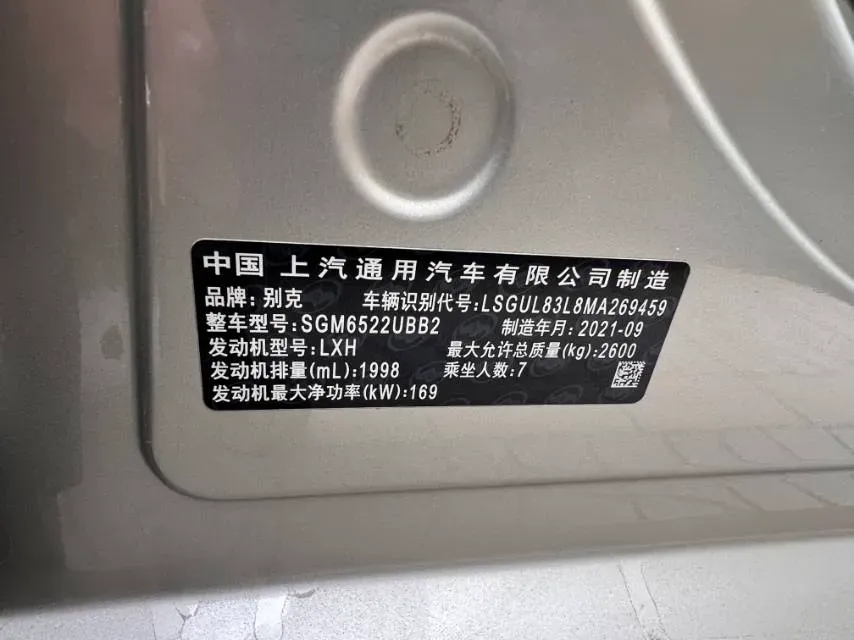 中国 上汽通用汽车有限公司制造
品牌:别克 车辆识别代号:LSGUL83L8MA269459
整车型号:SGM6522UBB2 制造年月:2021-09
发动机型号:LXH 最大允许总质量(kg):2600
发动机排量(mL):1998 乘坐人数:7
发动机最大净功率(kW):169